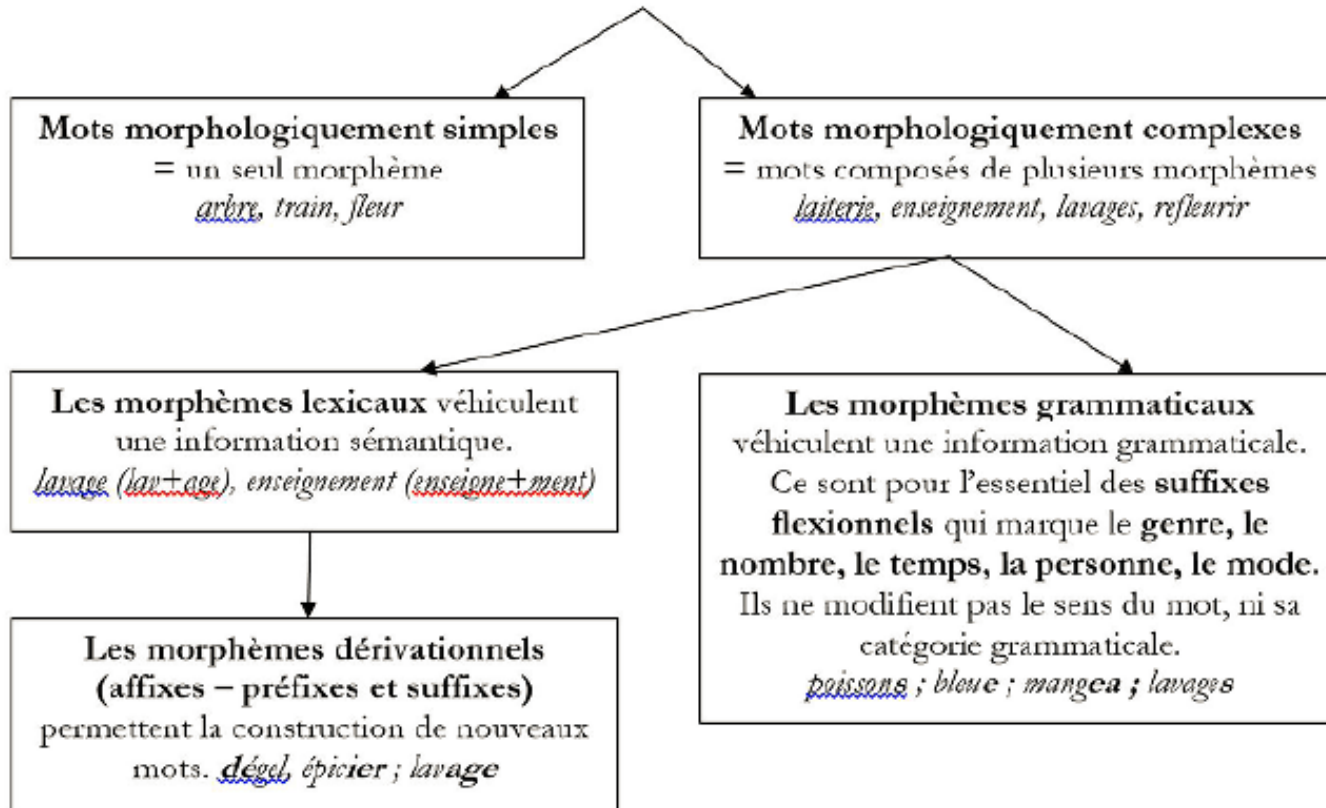 Mots morphologiquement simples
= un seul morphème
arbre, train, fleur
Mots morphologiquement complexes
= mots composés de plusieurs morphèmes
laiterie, enseignement, lavages, refleurir
Les morphèmes lexicaux véhiculent
une information sémantique.
lavage (lav+age), enseignement (enseigne+ment)
Les morphèmes grammaticaux
véhiculent une information grammaticale.
Ce sont pour l'essentiel des suffixes
flexionnels qui marque le genre, le
nombre, le temps, la personne, le mode.
Ils ne modifient pas le sens du mot, ni sa
catégorie grammaticale.
poissons ; bleue ; mangea ; lavages
Les morphèmes dérivationnels
(affixes – préfixes et suffixes)
permettent la construction de nouveaux
mots. dégel, épicier ; lavage